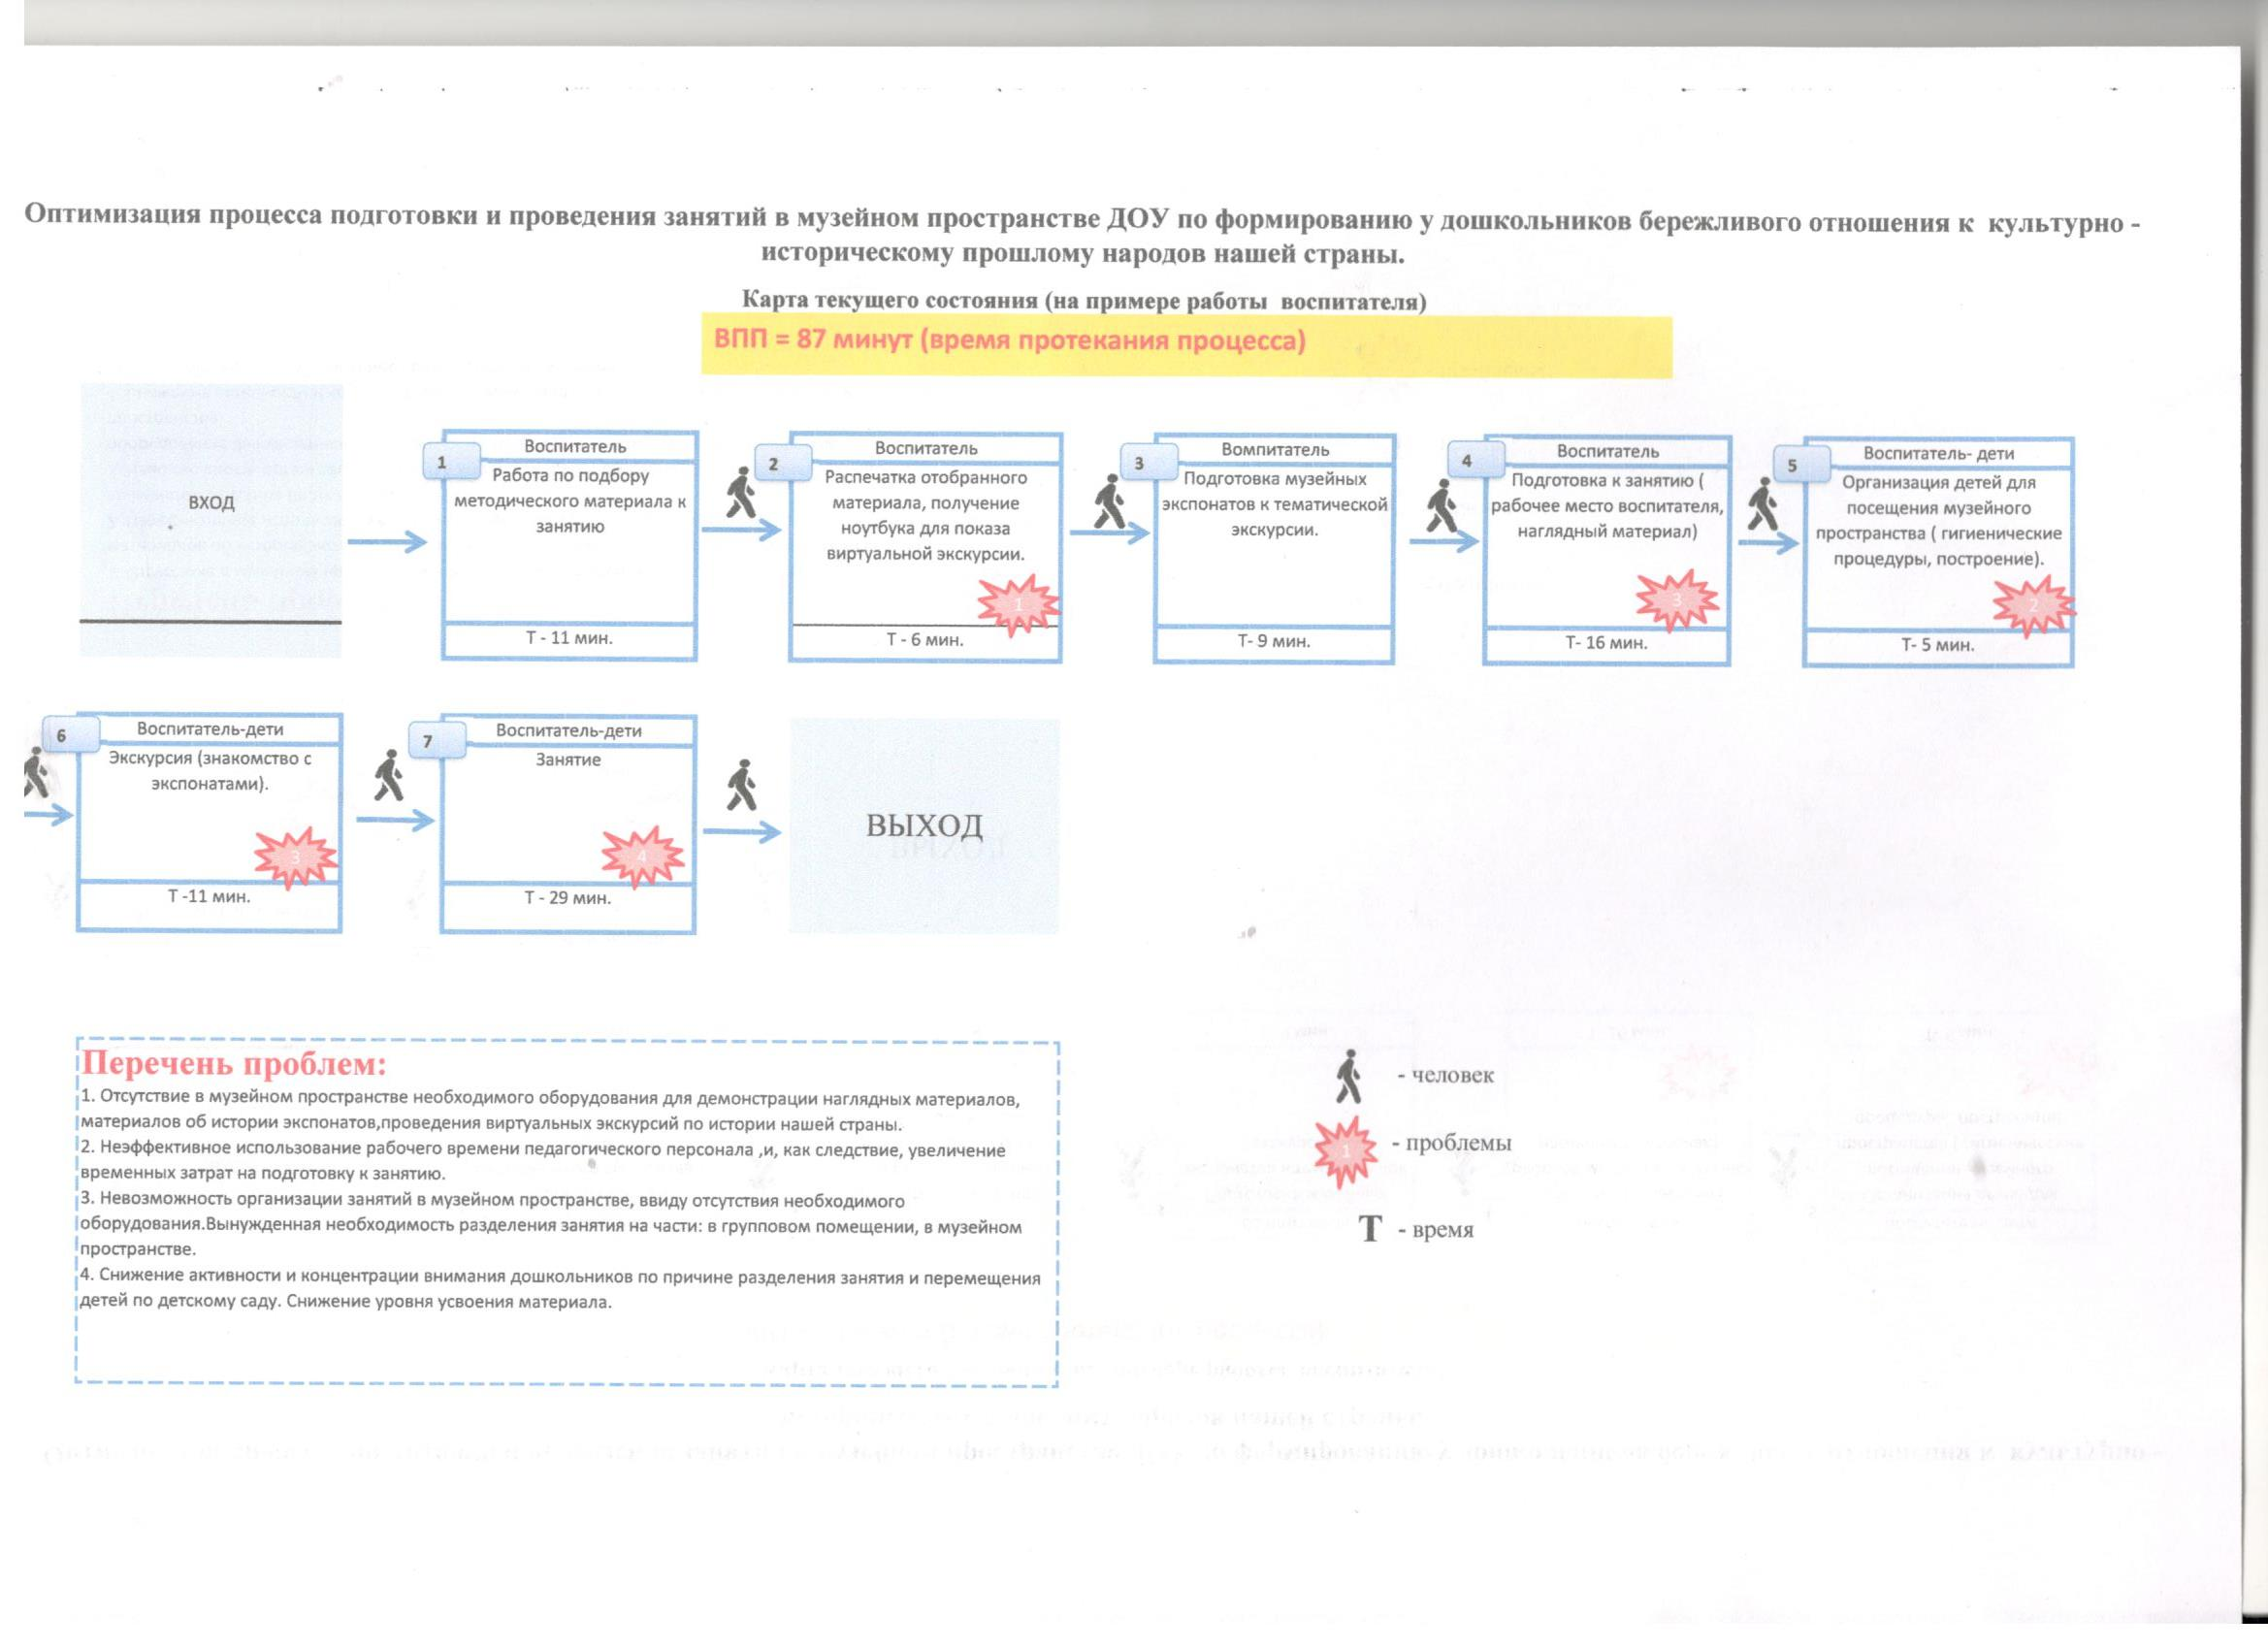 Оптимизация процесса подготовки и проведения занятий в музейном пространстве ДОУ по формированию у дошкольников бережливого отношения к культурно -
историческому прошлому народов нашей страны.
Карта текущего состояния (на примере работы воспитателя)
ВПП = 87 минут (время протекания процесса)
ВХОД
1
Воспитатель
Работа по подбору
методического материала к
занятию
Т - 11 мин.
2
Воспитатель
Распечатка отобранного
материала, получение
ноутбука для показа
виртуальной экскурсии.
1
Т - 6 мин.
3
Вомпитатель
Подготовка музейных
экспонатов к тематической
экскурсии.
Т- 9 мин.
4
Воспитатель
Подготовка к занятию (
рабочее место воспитателя,
наглядный материал)
3
Т- 16 мин.
5
Воспитатель- дети
Организация детей для
посещения музейного
пространства ( гигиенические
процедуры, построение).
2
Т- 5 мин.
6
Воспитатель-дети
Экскурсия (знакомство с
экспонатами).
3
Т -11 мин.
7
Воспитатель-дети
Занятие
4
Т - 29 мин.
ВЫХОД
Перечень проблем:
1. Отсутствие в музейном пространстве необходимого оборудования для демонстрации наглядных материалов,
материалов об истории экспонатов,проведения виртуальных экскурсий по истории нашей страны.
2. Неэффективное использование рабочего времени педагогического персонала ,и, как следствие, увеличение
временных затрат на подготовку к занятию.
3. Невозможность организации занятий в музейном пространстве, ввиду отсутствия необходимого
оборудования.Вынужденная необходимость разделения занятия на части: в групповом помещении, в музейном
пространстве.
4. Снижение активности и концентрации внимания дошкольников по причине разделения занятия и перемещения
детей по детскому саду. Снижение уровня усвоения материала.
- человек
1 - проблемы
Т - время